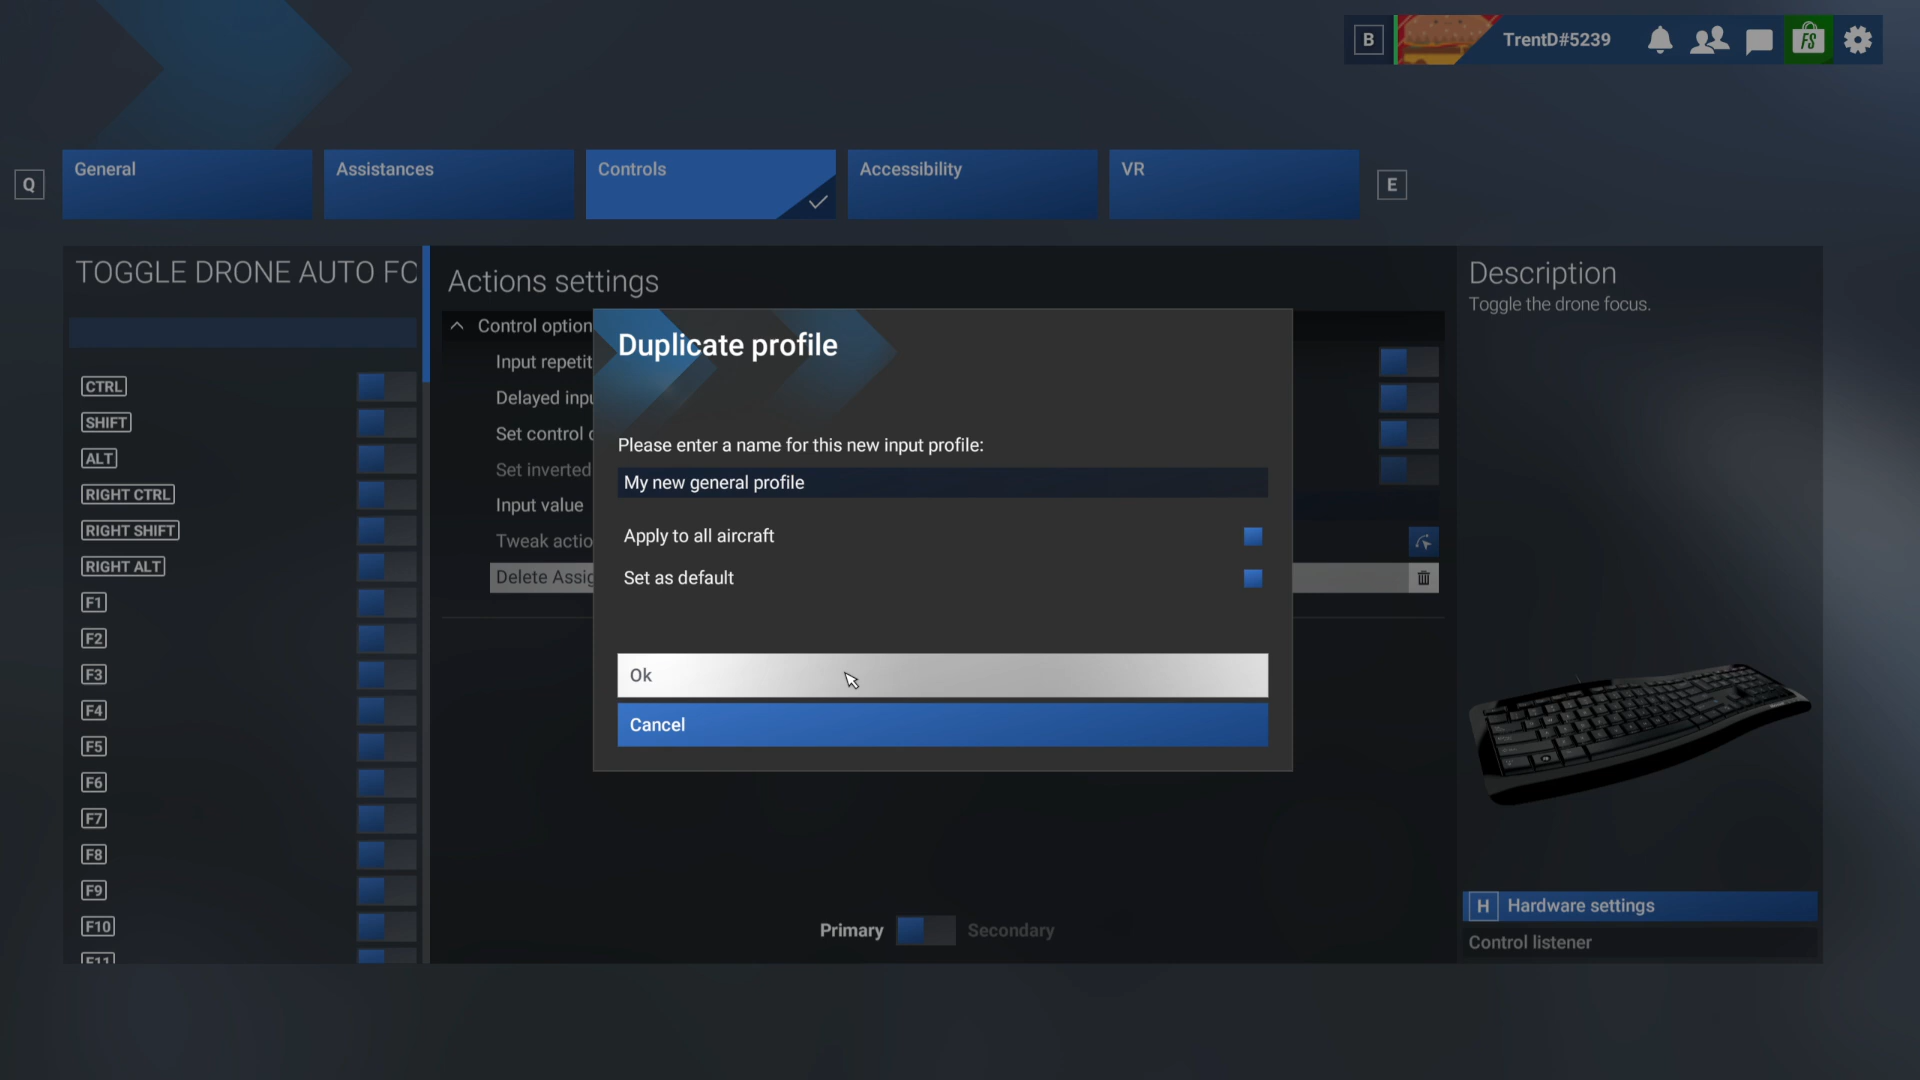 B
TrentD#5239
FS
Q
General
Assistances
Controls
Accessibility
VR
E
TOGGLE DRONE AUTO FO
CTRL
SHIFT
ALT
RIGHT CTRL
RIGHT SHIFT
RIGHT ALT
F1
F2
F3
F4
F5
F6
F7
F8
F9
F10
F11
Actions settings
Control option
Input repetit
Delayed inpu
Set control
Set inverted
Input value
Tweak actio
Delete Assig
Duplicate profile
Please enter a name for this new input profile:
My new general profile
Apply to all aircraft
Set as default
Ok
Cancel
Primary
Secondary
Description
Toggle the drone focus.
H Hardware settings
Control listener